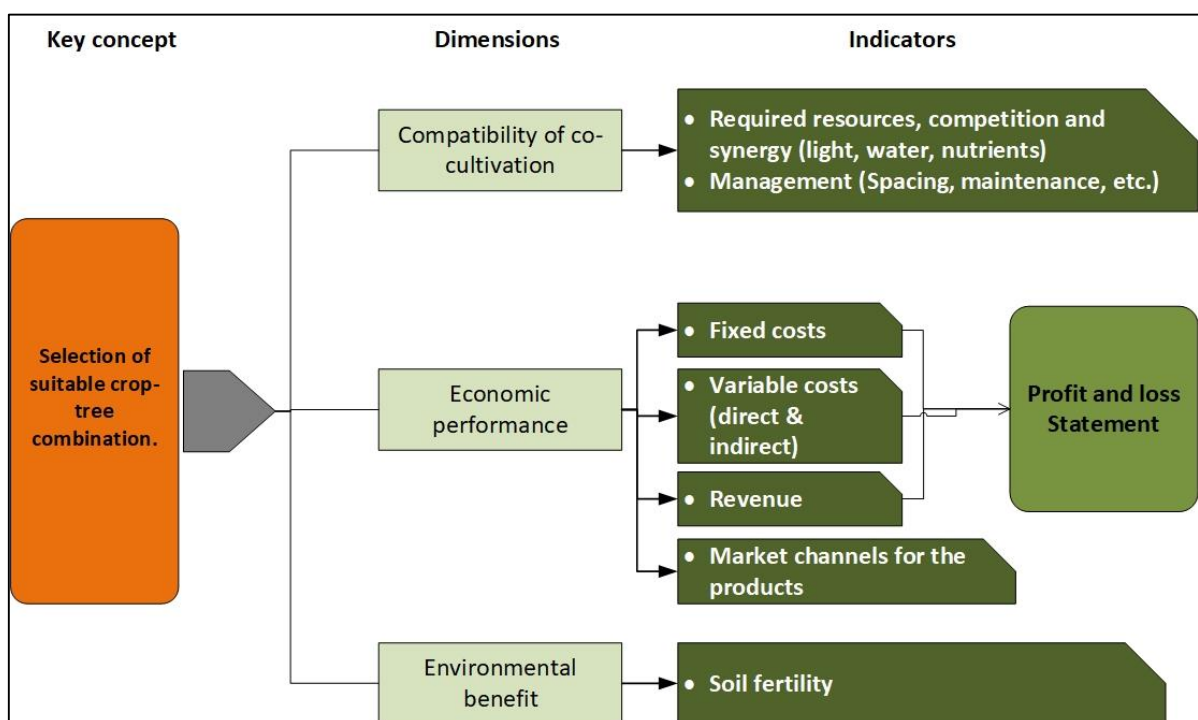 Key concept
Dimensions
Indicators
Selection of
suitable crop-
tree
combination.
Compatibility of co-
cultivation
• Required resources, competition and
synergy (light, water, nutrients)
• Management (Spacing, maintenance, etc.)
Economic
performance
• Fixed costs
• Variable costs
(direct &
indirect)
• Revenue
• Market channels for the
products
Profit and loss
Statement
Environmental
benefit
• Soil fertility